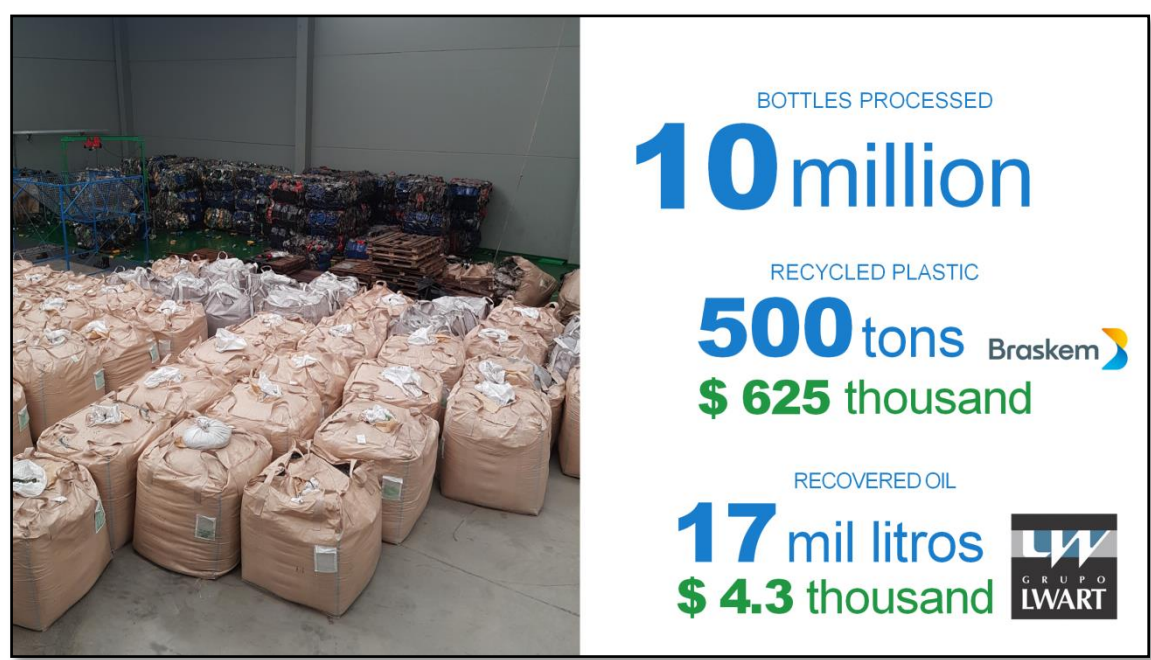 BOTTLES PROCESSED
10 million
RECYCLED PLASTIC
500 tons
Braskem
$ 625 thousand
RECOVERED OIL
17 mil litros
$ 4.3 thousand
LW
GRUPO
LWART